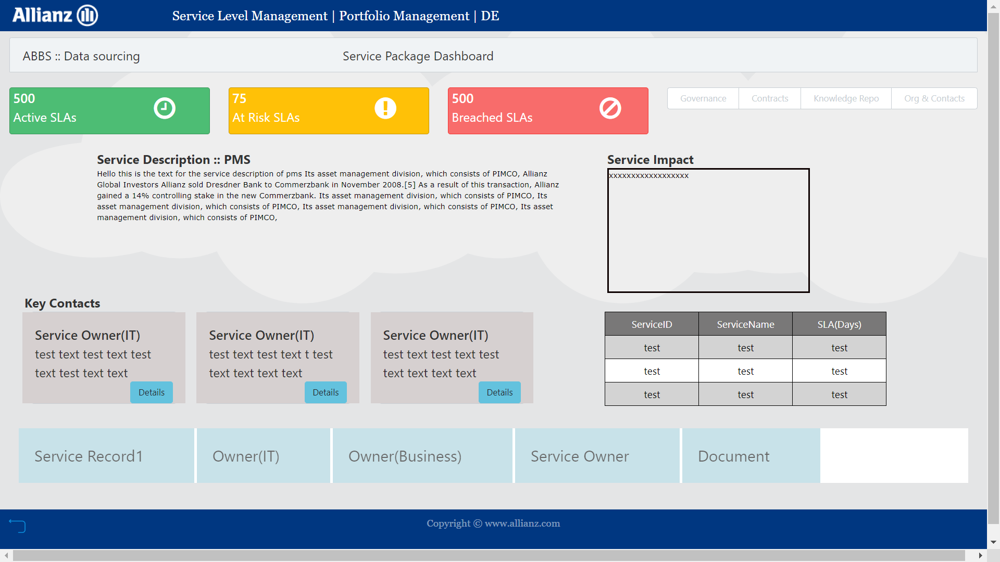 Allianz
Service Level Management | Portfolio Management | DE
ABBS :: Data sourcing
Service Package Dashboard
500
Active SLAs
75
At Risk SLAs
500
Breached SLAs
Governance
Contracts
Knowledge Repo
Org & Contacts
Service Description :: PMS
Hello this is the text for the service description of pms Its asset management division, which consists of PIMCO, Allianz
Global Investors Allianz sold Dresdner Bank to Commerzbank in November 2008.[5] As a result of this transaction, Allianz
gained a 14% controlling stake in the new Commerzbank. Its asset management division, which consists of PIMCO, Its
asset management division, which consists of PIMCO, Its asset management division, which consists of PIMCO, Its asset
management division, which consists of PIMCO,
Service Impact
xxxxxxxxxxxxxxxxxx
Key Contacts
Service Owner(IT)
test text test text test
text test text text
Details
Service Owner(IT)
test text test text t test
text text text text
Details
Service Owner(IT)
test text test text test
text text text text
Details
ServiceID ServiceName SLA(Days)
test test test
test test test
test test test
Service Record1
Owner(IT)
Owner(Business)
Service Owner
Document
Copyright © www.allianz.com